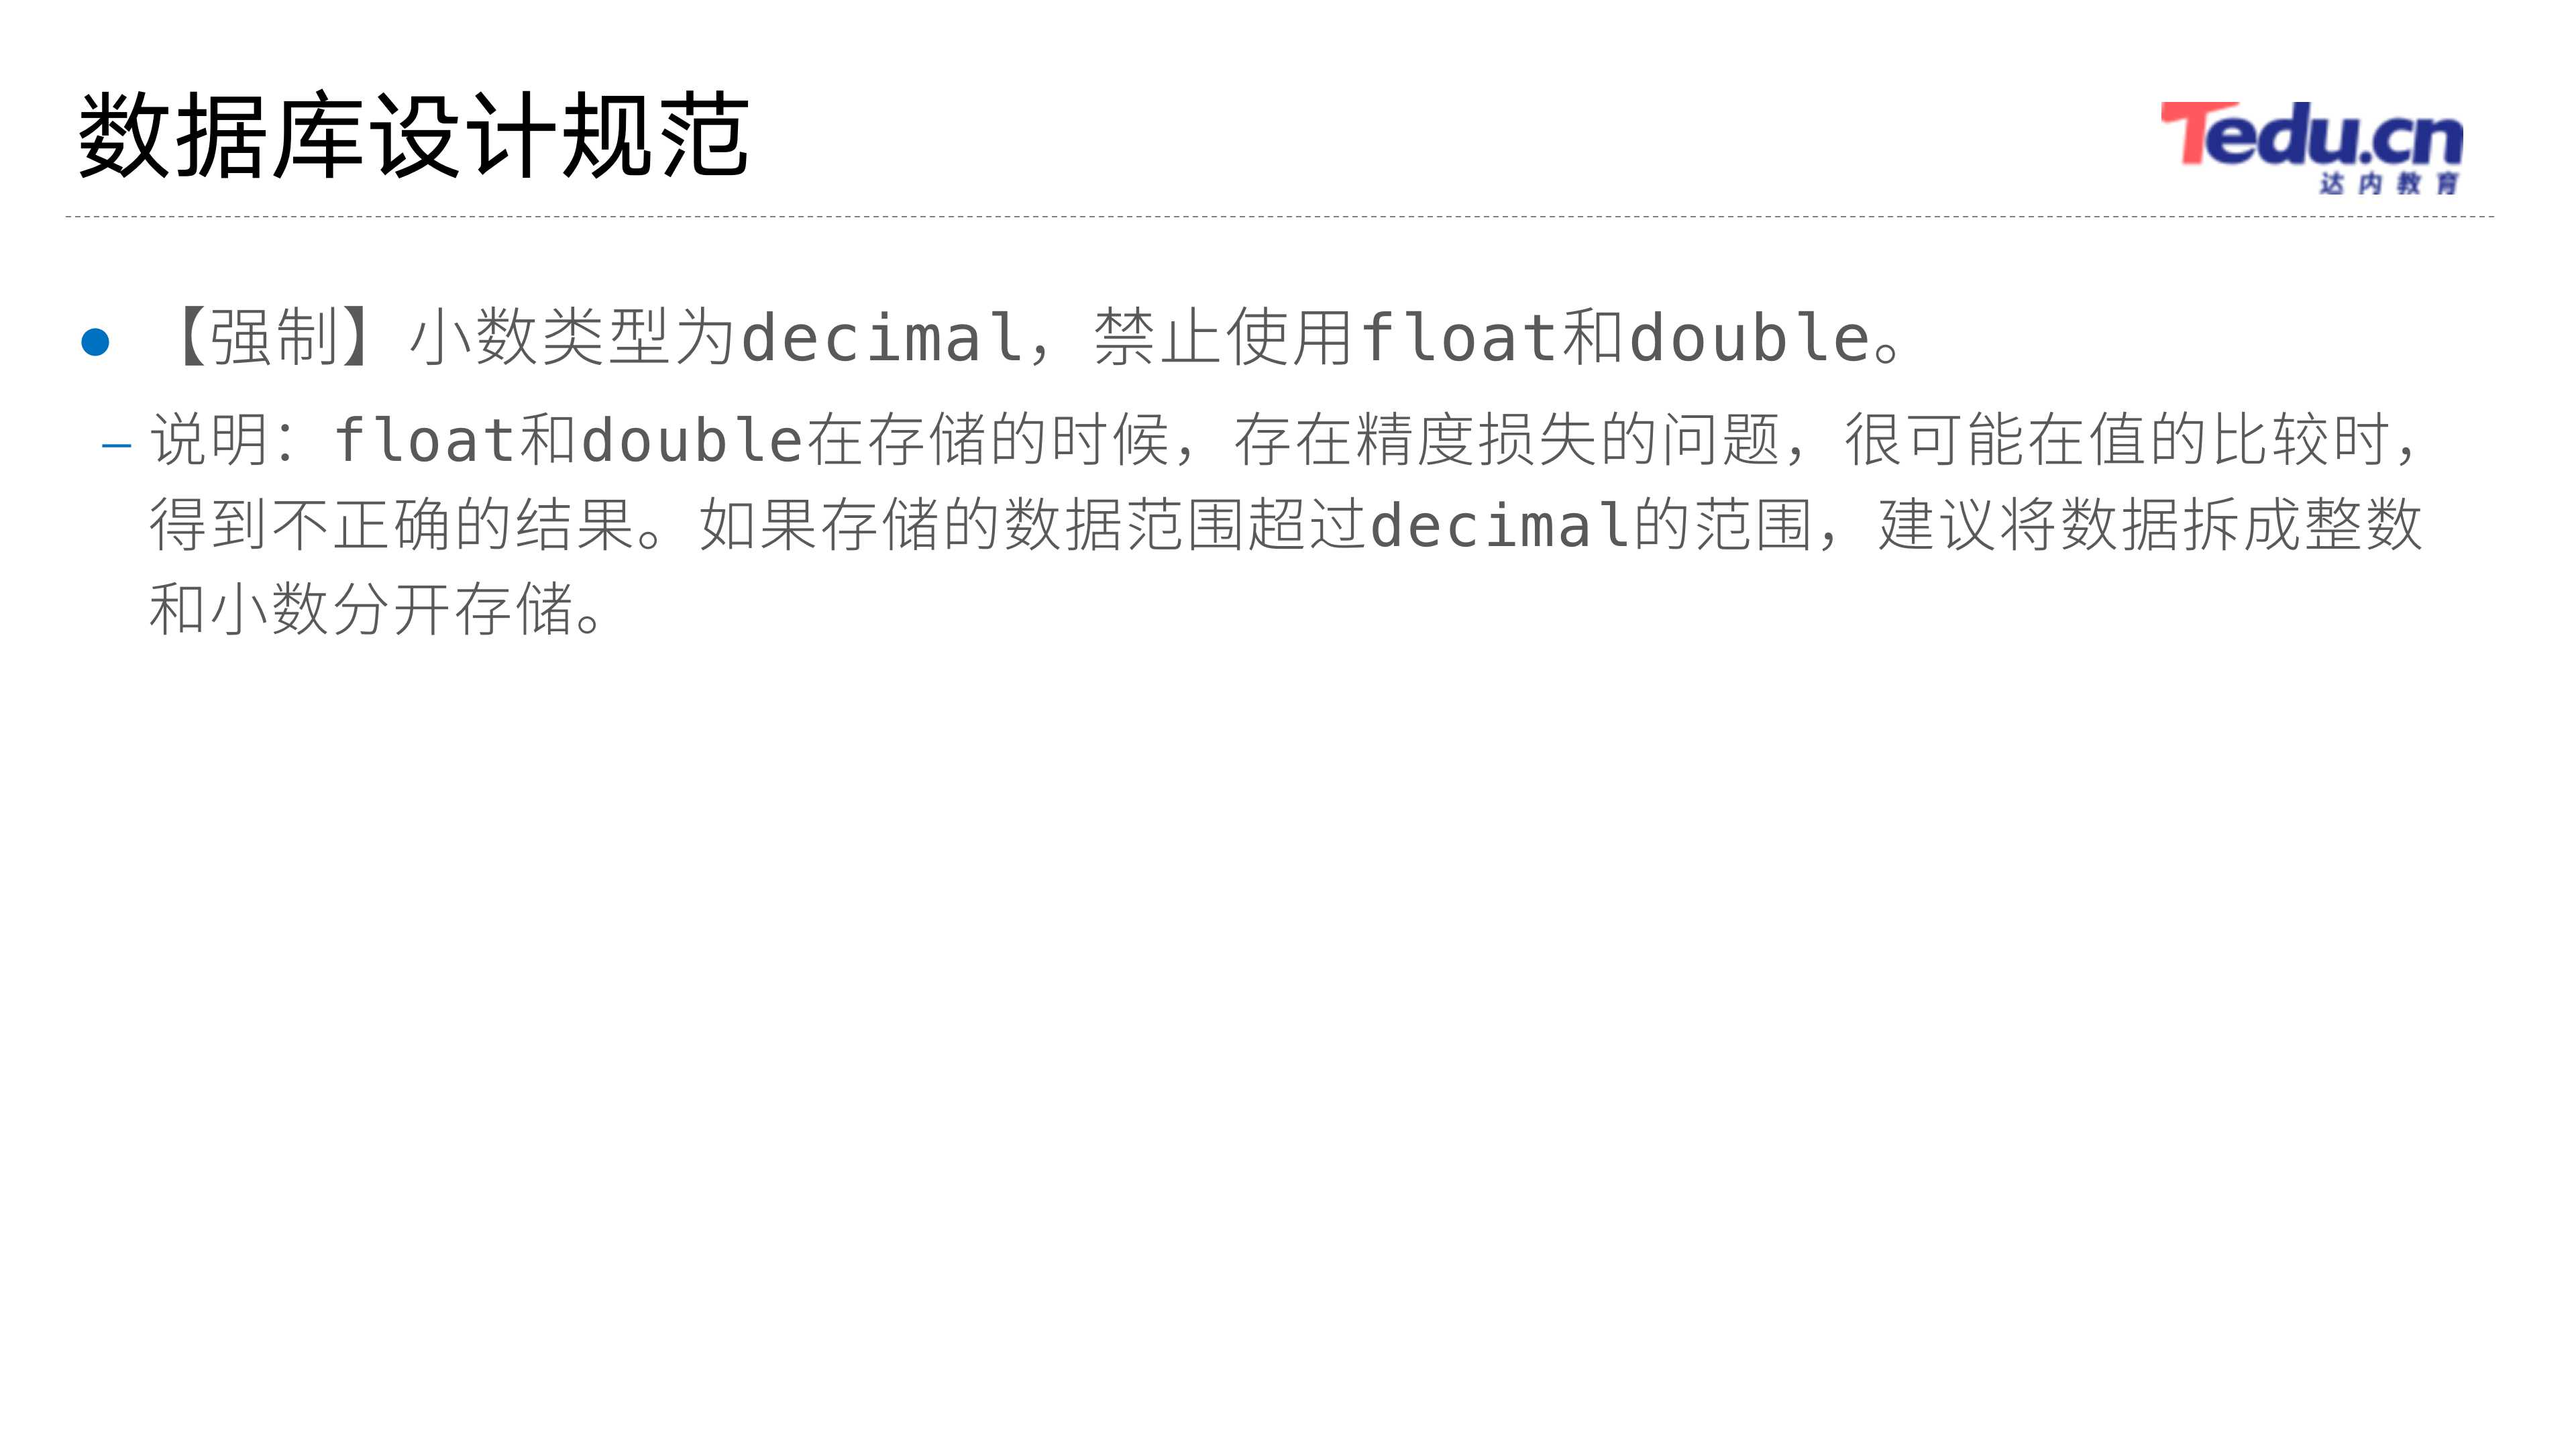 数据库设计规范
Tedu.cn
达内教育
【强制】小数类型为decimal，禁止使用float和double。
– 说明：float和double在存储的时候，存在精度损失的问题，很可能在值的比较时，
得到不正确的结果。如果存储的数据范围超过decimal的范围，建议将数据拆成整数
和小数分开存储。